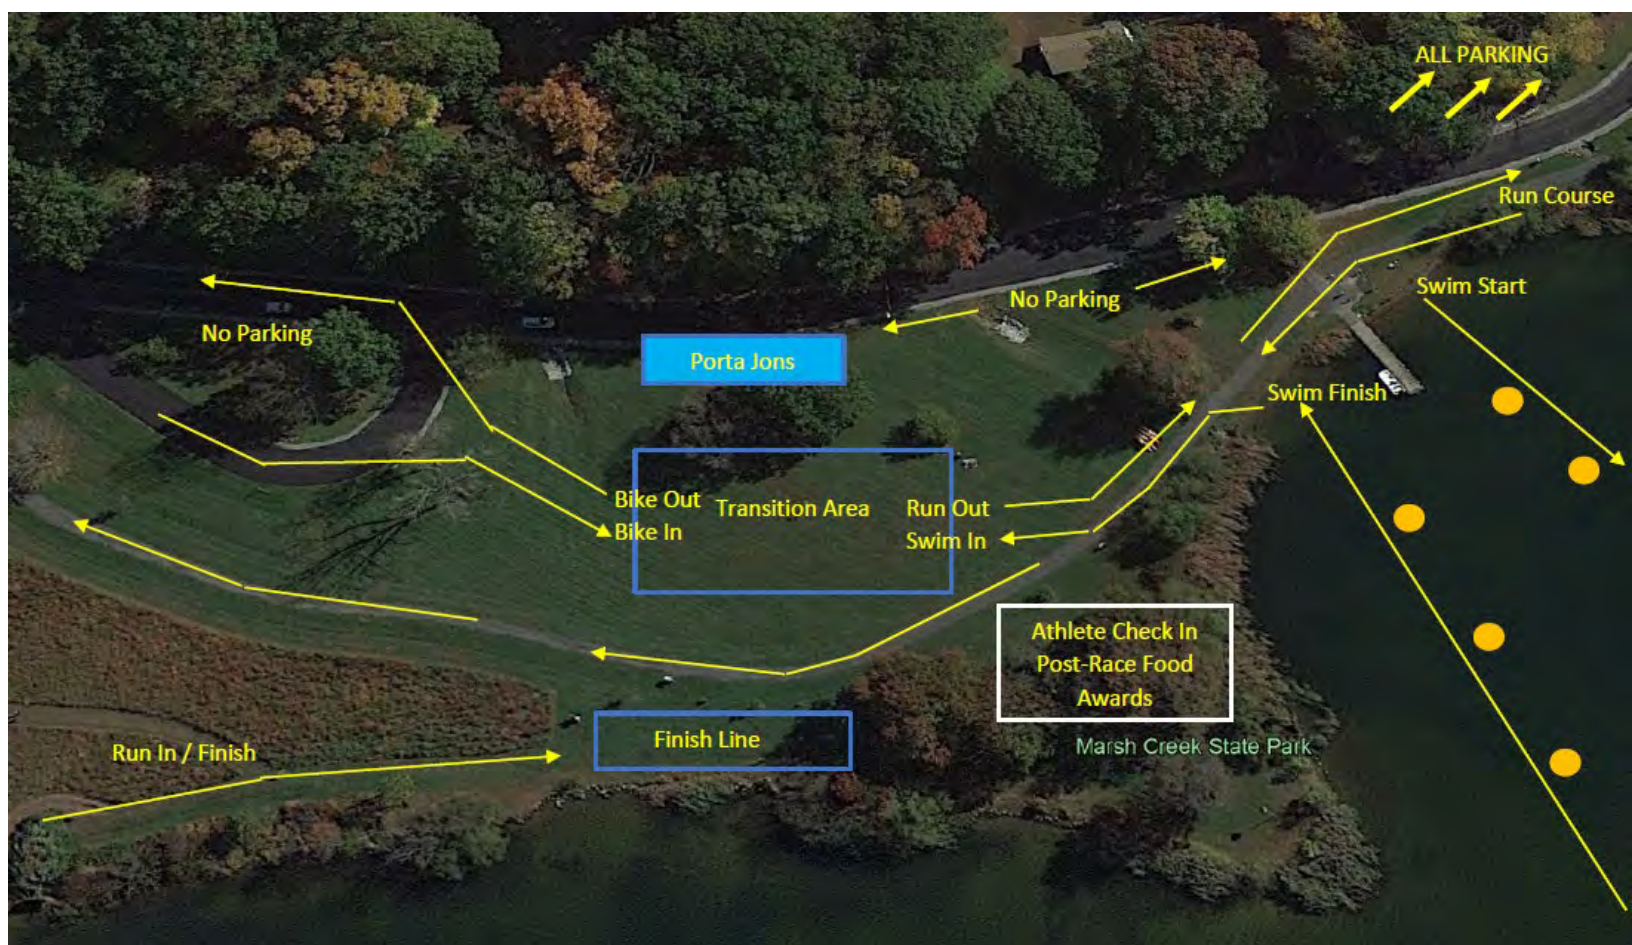 ALL PARKING
Run Course
Swim Start
No Parking
No Parking
Porta Jons
Swim Finish
Bike Out
Bike In
Transition Area
Run Out
Swim In
Athlete Check In
Post-Race Food
Awards
Finish Line
Marsh Creek State Park
Run In / Finish